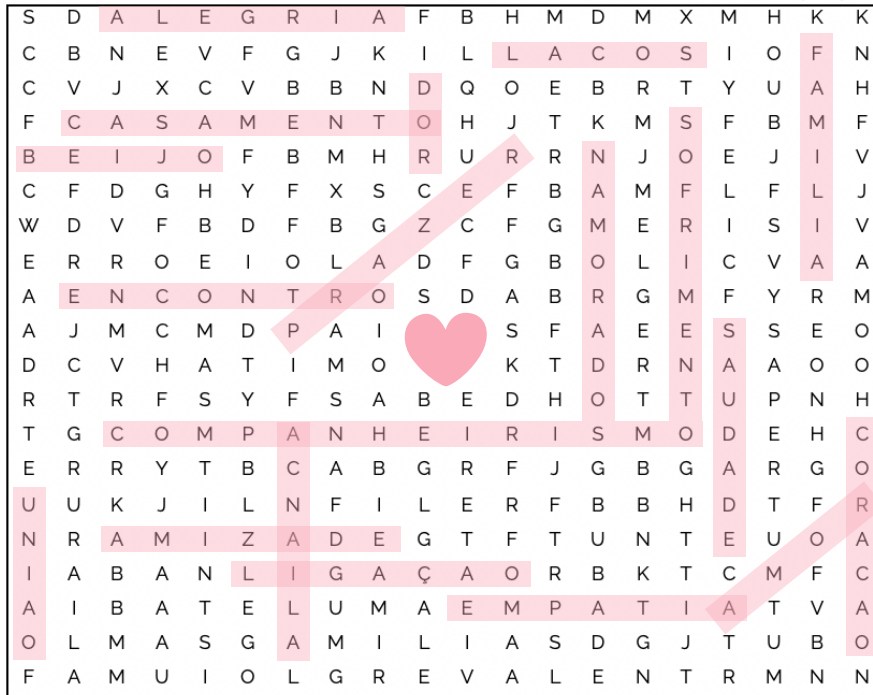 S D A L E G R I A F B H M D M X M H K K
C B N E V F G J K I L L A C O S I O F N
C V J X C V B B N D Q O E B R T Y U A H
F C A S A M E N T O H J T K M S F B M F
B E I J O F B M H R U R R N J O E J I V
C F D G H Y F X S C E F B A M F L F L J
W D V F B D F B G Z C F G M E R I S I V
E R R O E I O L A D F G B O L I C V A A
A E N C O N T R O S D A B R G M F Y R M
A J M C M D P A I S F A E E S S E O
D C V H A T I M O K T D R N A A O O
R T R F S Y F S A B E D H O T T U P N H
T G C O M P A N H E I R I S M O D E H C
E R R Y T B C A B G R F J G B G A R G O
U U K J I L N F I L E R F B B H D T F R
N R A M I Z A D E G T F T U N T E U O A
I A B A N L I G A Ç A O R B K T C M F C
A I B A T E L U M A E M P A T I A T V A
O L M A S G A M I L I A S D G J T U B O
F A M U I O L G R E V A L E N T R M N N